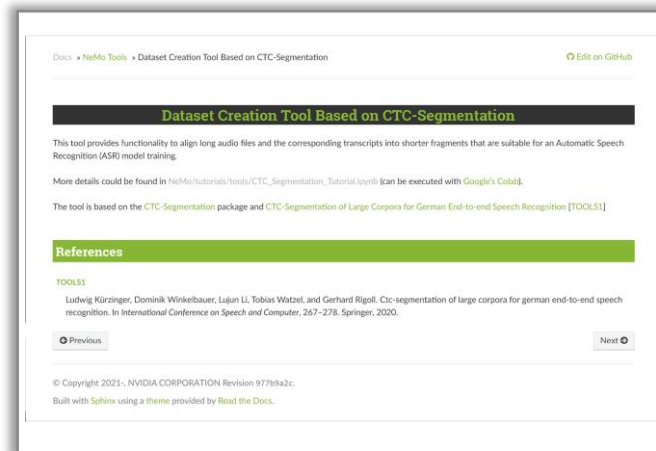 Docs » NeMo Tools » Dataset Creation Tool Based on CTC-Segmentation
Edit on GitHub
Dataset Creation Tool Based on CTC-Segmentation
This tool provides functionality to align long audio files and the corresponding transcripts into shorter fragments that are suitable for an Automatic Speech
Recognition (ASR) model training.
More details could be found in NeMo/tutorials/tools/CTC_Segmentation_Tutorial.ipynb (can be executed with Google's Colab).
The tool is based on the CTC-Segmentation package and CTC-Segmentation of Large Corpora for German End-to-end Speech Recognition [TOOLS1]
References
TOOLS1
Ludwig Kürzinger, Dominik Winkelbauer, Lujun Li, Tobias Watzel, and Gerhard Rigoll. Ctc-segmentation of large corpora for german end-to-end speech
recognition. In International Conference on Speech and Computer, 267–278. Springer, 2020.
Previous
Next
© Copyright 2021-, NVIDIA CORPORATION Revision 977b9a2c.
Built with Sphinx using a theme provided by Read the Docs.